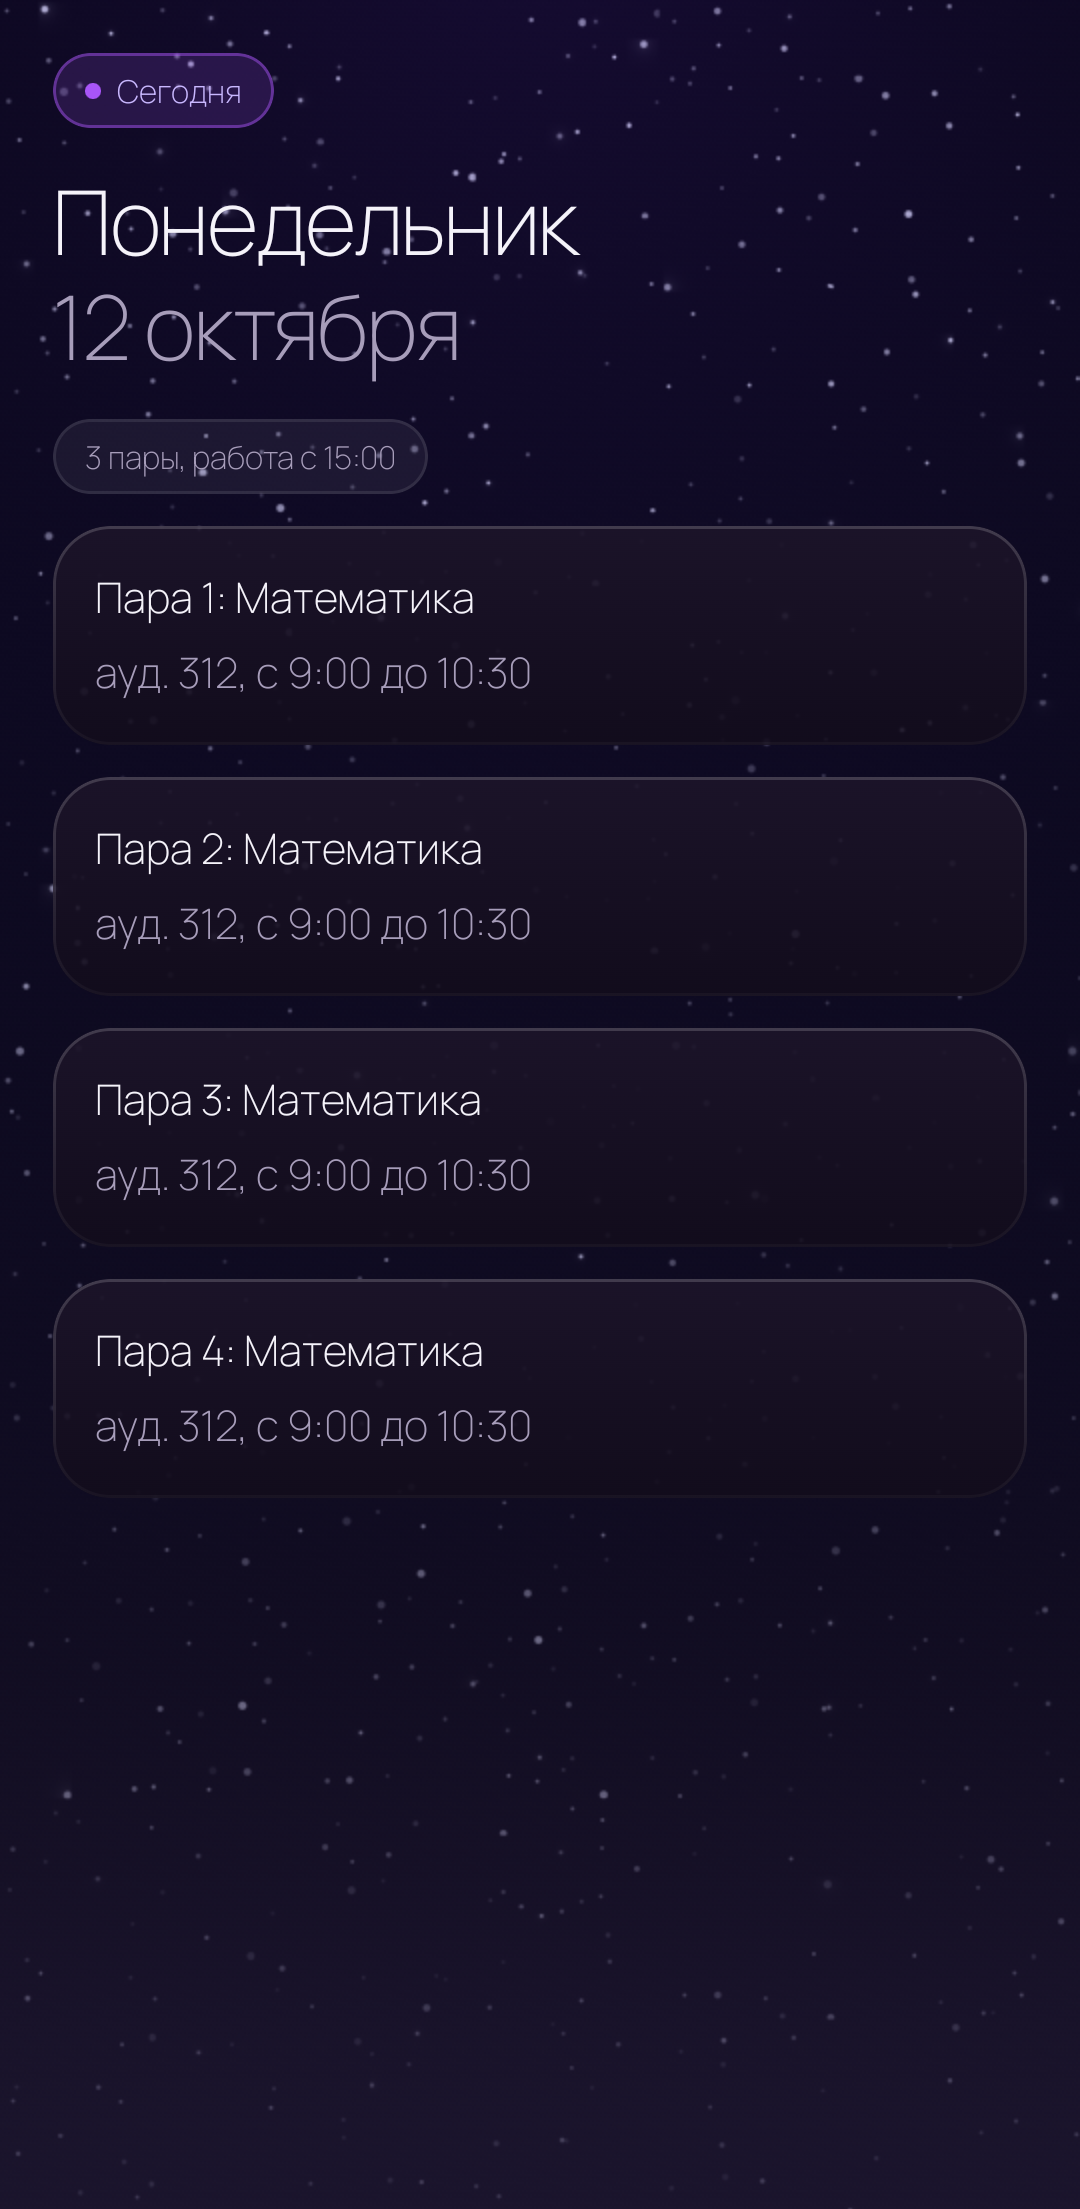 Сегодня
Понедельник
12 октября
3 пары, работа с 15:00
Пара 1: Математика
ауд. 312, с 9:00 до 10:30
Пара 2: Математика
ауд. 312, с 9:00 до 10:30
Пара 3: Математика
ауд. 312, с 9:00 до 10:30
Пара 4: Математика
ауд. 312, с 9:00 до 10:30